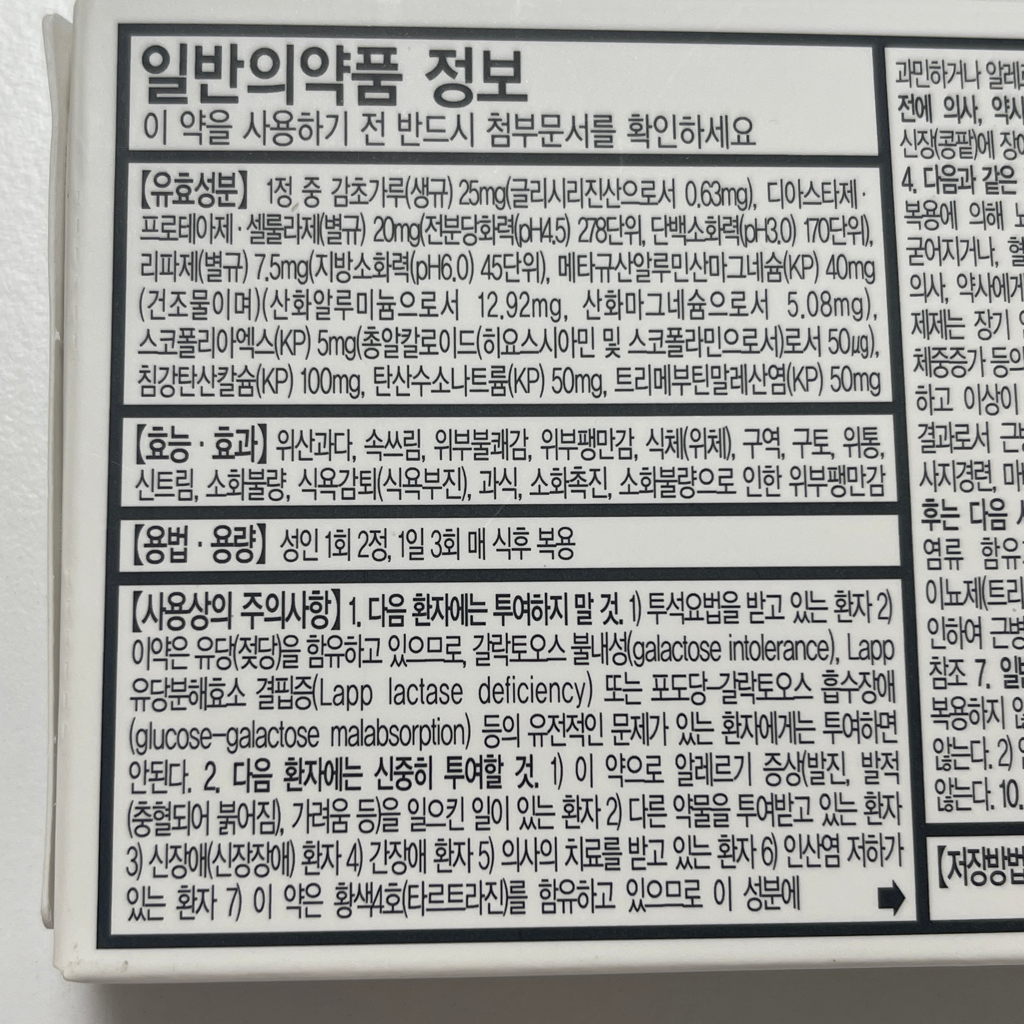 일반의약품 정보
이 약을 사용하기 전 반드시 첨부문서를 확인하세요
【유효성분】 1정 중 감초가루(생규) 25mg(글리시리진산으로서 0.63mg), 디아스타제·
프로테아제·셀룰라제(별규) 20mg(전분당화력(pH4.5) 278단위, 단백소화력(pH3.0) 170단위),
리파제(별규) 7.5mg(지방소화력(pH6.0) 45단위), 메타규산알루민산마그네슘(KP) 40mg
(건조물이며)(산화알루미늄으로서 12.92mg, 산화마그네슘으로서 5.08mg),
스코폴리아엑스(KP) 5mg(총알칼로이드(히요스시아민 및 스코폴라민으로서)로서 50㎍),
침강탄산칼슘(KP) 100mg, 탄산수소나트륨(KP) 50mg, 트리메부틴말레산염(KP) 50mg
【효능·효과】 위산과다, 속쓰림, 위부불쾌감, 위부팽만감, 식체(위체), 구역, 구토, 위통,
신트림, 소화불량, 식욕감퇴(식욕부진), 과식, 소화촉진, 소화불량으로 인한 위부팽만감
【용법·용량】 성인 1회 2정, 1일 3회 매 식후 복용
【사용상의 주의사항】 1. 다음 환자에는 투여하지 말 것. 1) 투석요법을 받고 있는 환자 2)
이약은 유당(젖당)을 함유하고 있으므로, 갈락토오스 불내성(galactose intolerance), Lapp
유당분해효소 결핍증(Lapp lactase deficiency) 또는 포도당-갈락토오스 흡수장애
(glucose-galactose malabsorption) 등의 유전적인 문제가 있는 환자에게는 투여하면
안된다. 2. 다음 환자에는 신중히 투여할 것. 1) 이 약으로 알레르기 증상(발진, 발적
(충혈되어 붉어짐), 가려움 등)을 일으킨 일이 있는 환자 2) 다른 약물을 투여받고 있는 환자
3) 신장애(신장장애) 환자 4) 간장애 환자 5) 의사의 치료를 받고 있는 환자 6) 인산염 저하가
있는 환자 7) 이 약은 황색4호(타르트라진)를 함유하고 있으므로 이 성분에
과민하거나 알레
전에 의사, 약사
신장(콩팥)에 장
4. 다음과 같은
복용에 의해
굳어지거나, 혈
의사, 약사에게
제제는 장기
체중증가 등의
하고 이상이
결과로서 근
사지경련, 마
후는 다음
염류 함유
이뇨제(트리
인하여 근
참조 7. 일
복용하지 않
않는다. 2)
않는다. 10.
【저장방법